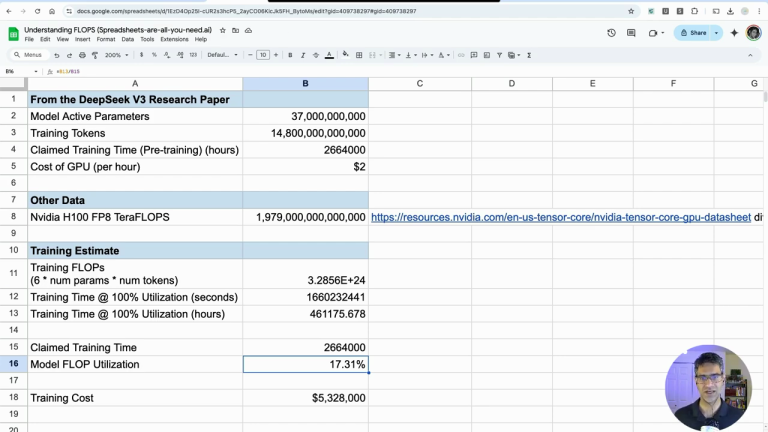 docs.google.com/spreadsheets/d/1EzO4Op25l-cUR2s3hcP5_2ayCO06KicJk5FH_8ytoMs/edit?gid=409738297#gid=409738297
Understanding FLOPS (Spreadsheets-are-all-you-need.ai)
File Edit View Insert Format Data Tools Extensions Help
Share
Menus 200% $ % .0 .00 123 Defaul... - 10 +
B16 fx =B13/B15
A B C D E F G
1 From the DeepSeek V3 Research Paper
2 Model Active Parameters 37,000,000,000
3 Training Tokens 14,800,000,000,000
4 Claimed Training Time (Pre-training) (hours) 2664000
5 Cost of GPU (per hour) $2
6
7 Other Data
8 Nvidia H100 FP8 TeraFLOPS 1,979,000,000,000,000 https://resources.nvidia.com/en-us-tensor-core/nvidia-tensor-core-gpu-datasheet di
9
10 Training Estimate
11 Training FLOPs
(6 * num params * num tokens) 3.2856E+24
12 Training Time @ 100% Utilization (seconds) 1660232441
13 Training Time @ 100% Utilization (hours) 461175.678
14
15 Claimed Training Time 2664000
16 Model FLOP Utilization 17.31%
17
18 Training Cost $5,328,000
19
20